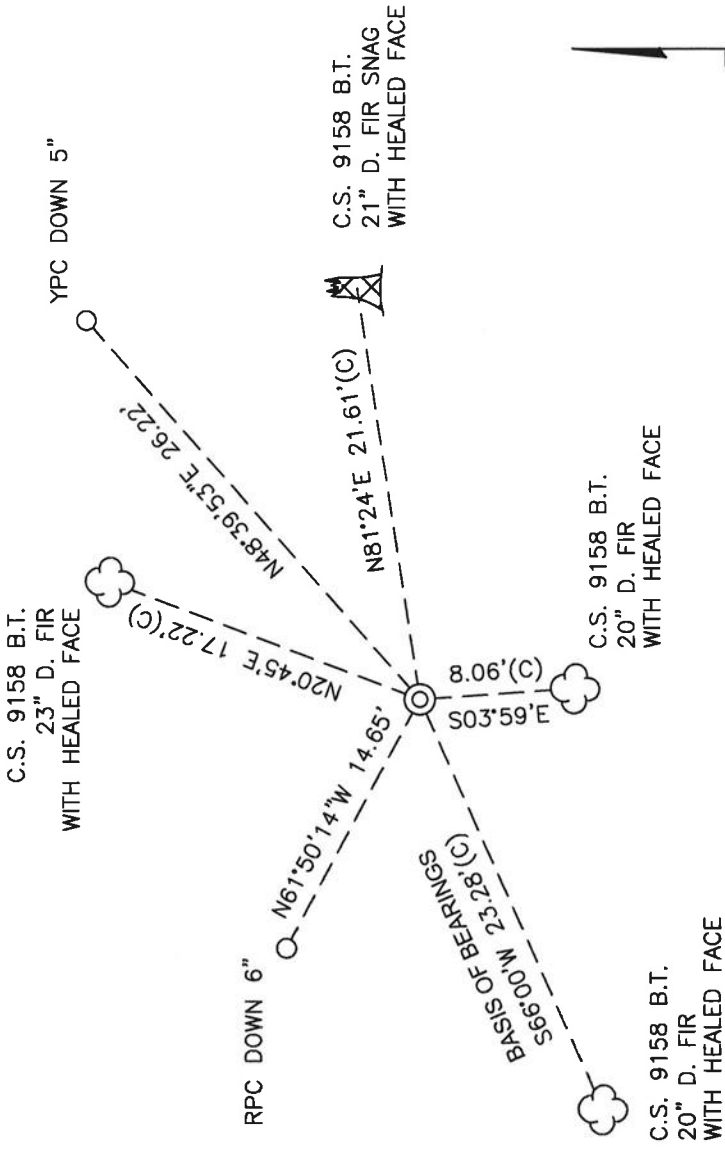 C.S. 9158 B.T.
23" D. FIR
WITH HEALED FACE
YPC DOWN 5"
C.S. 9158 B.T.
21" D. FIR SNAG
WITH HEALED FACE
N48°39'53"E 26.22'
N20°45'E 17.22'(C)
N81°24'E 21.61'(C)
RPC DOWN 6"
N61°50'14"W 14.65'
8.06'(C)
S03°59'E
C.S. 9158 B.T.
20" D. FIR
WITH HEALED FACE
BASIS OF BEARINGS
S66°00'W 23.28'(C)
C.S. 9158 B.T.
20" D. FIR
WITH HEALED FACE